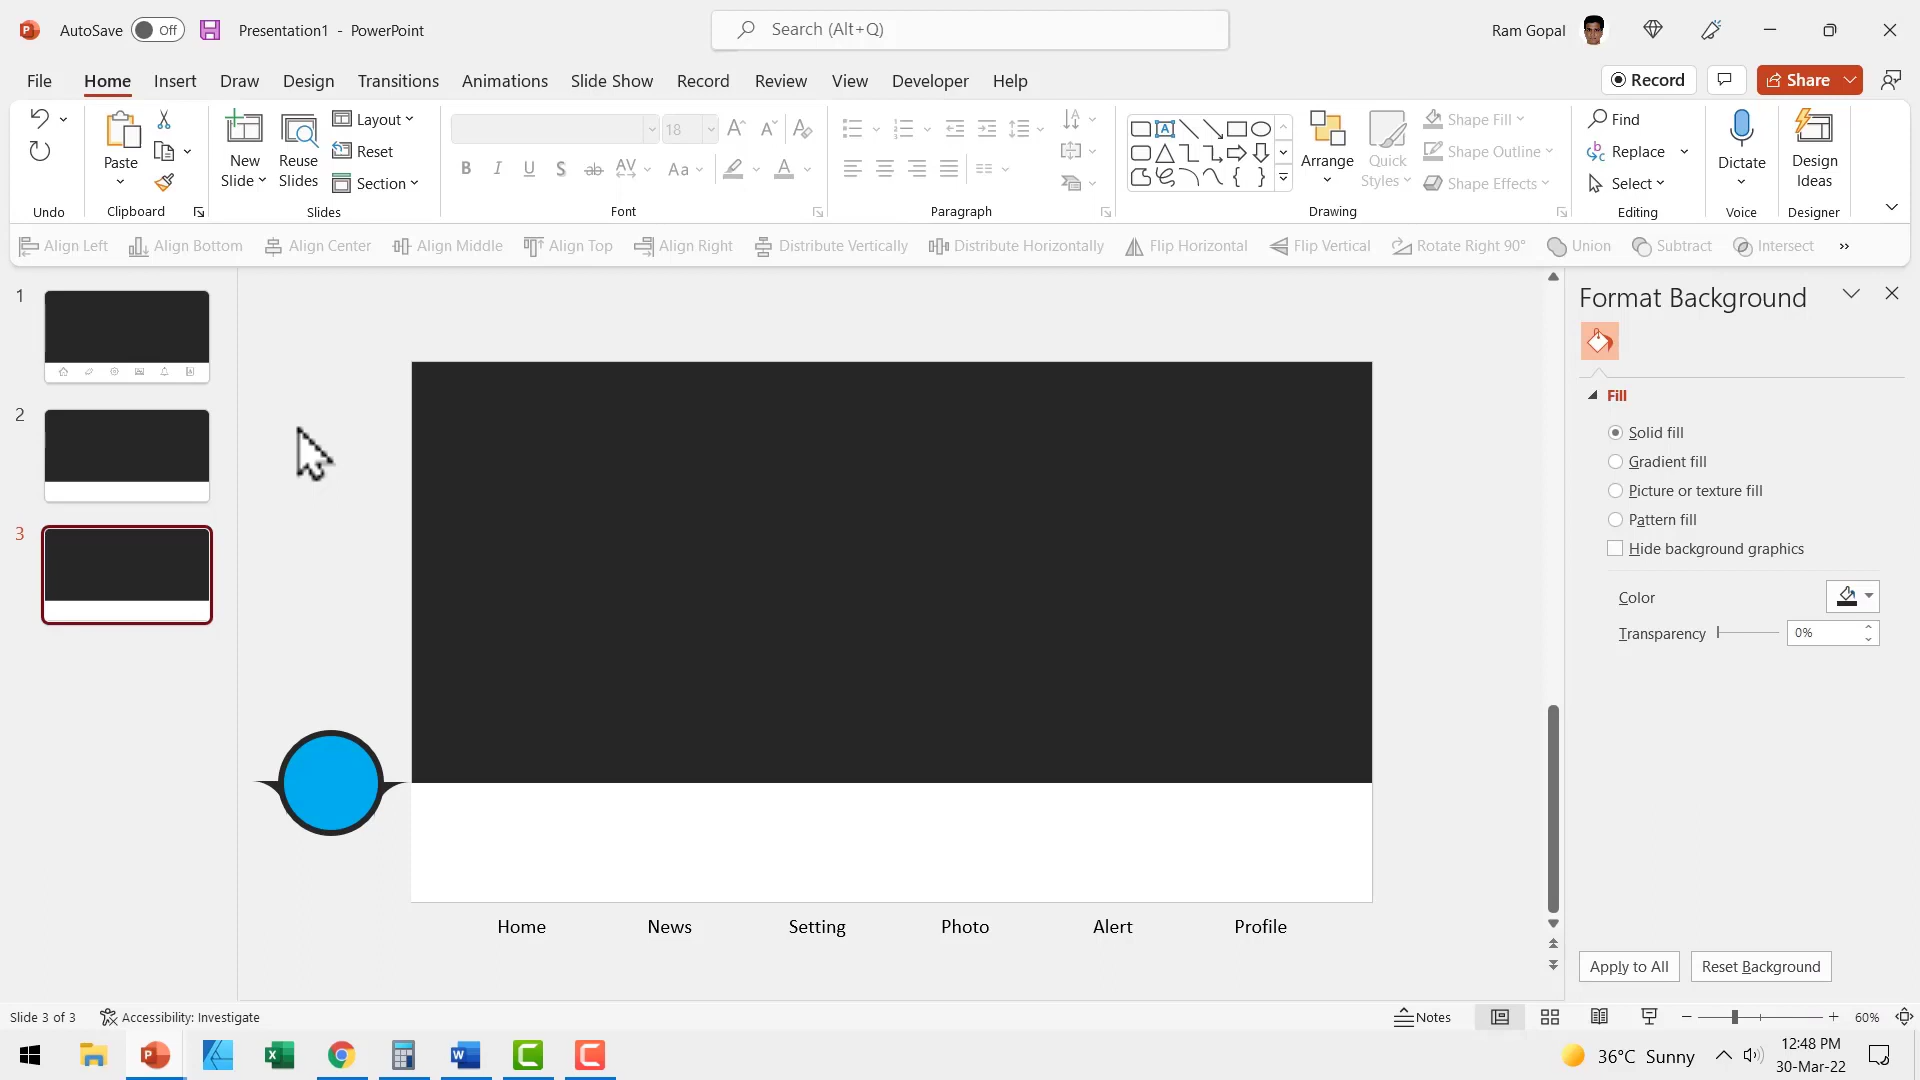 AutoSave Off Presentation1 - PowerPoint Search (Alt+Q) Ram Gopal
File Home Insert Draw Design Transitions Animations Slide Show Record Review View Developer Help Record Share
Paste
New Slide
Reuse Slides
Layout
Reset
Section
18
Shape Fill
Shape Outline
Shape Effects
Arrange
Quick Styles
Find
Replace
Select
Dictate
Design Ideas
Undo Clipboard Slides Font Paragraph Drawing Editing Voice Designer
Align Left Align Bottom Align Center Align Middle Align Top Align Right Distribute Vertically Distribute Horizontally Flip Horizontal Flip Vertical Rotate Right 90° Union Subtract Intersect
1
2
3
Home News Setting Photo Alert Profile
Format Background
Fill
Solid fill
Gradient fill
Picture or texture fill
Pattern fill
Hide background graphics
Color
Transparency 0%
Apply to All Reset Background
Slide 3 of 3 Accessibility: Investigate Notes 60%
36°C Sunny
12:48 PM
30-Mar-22